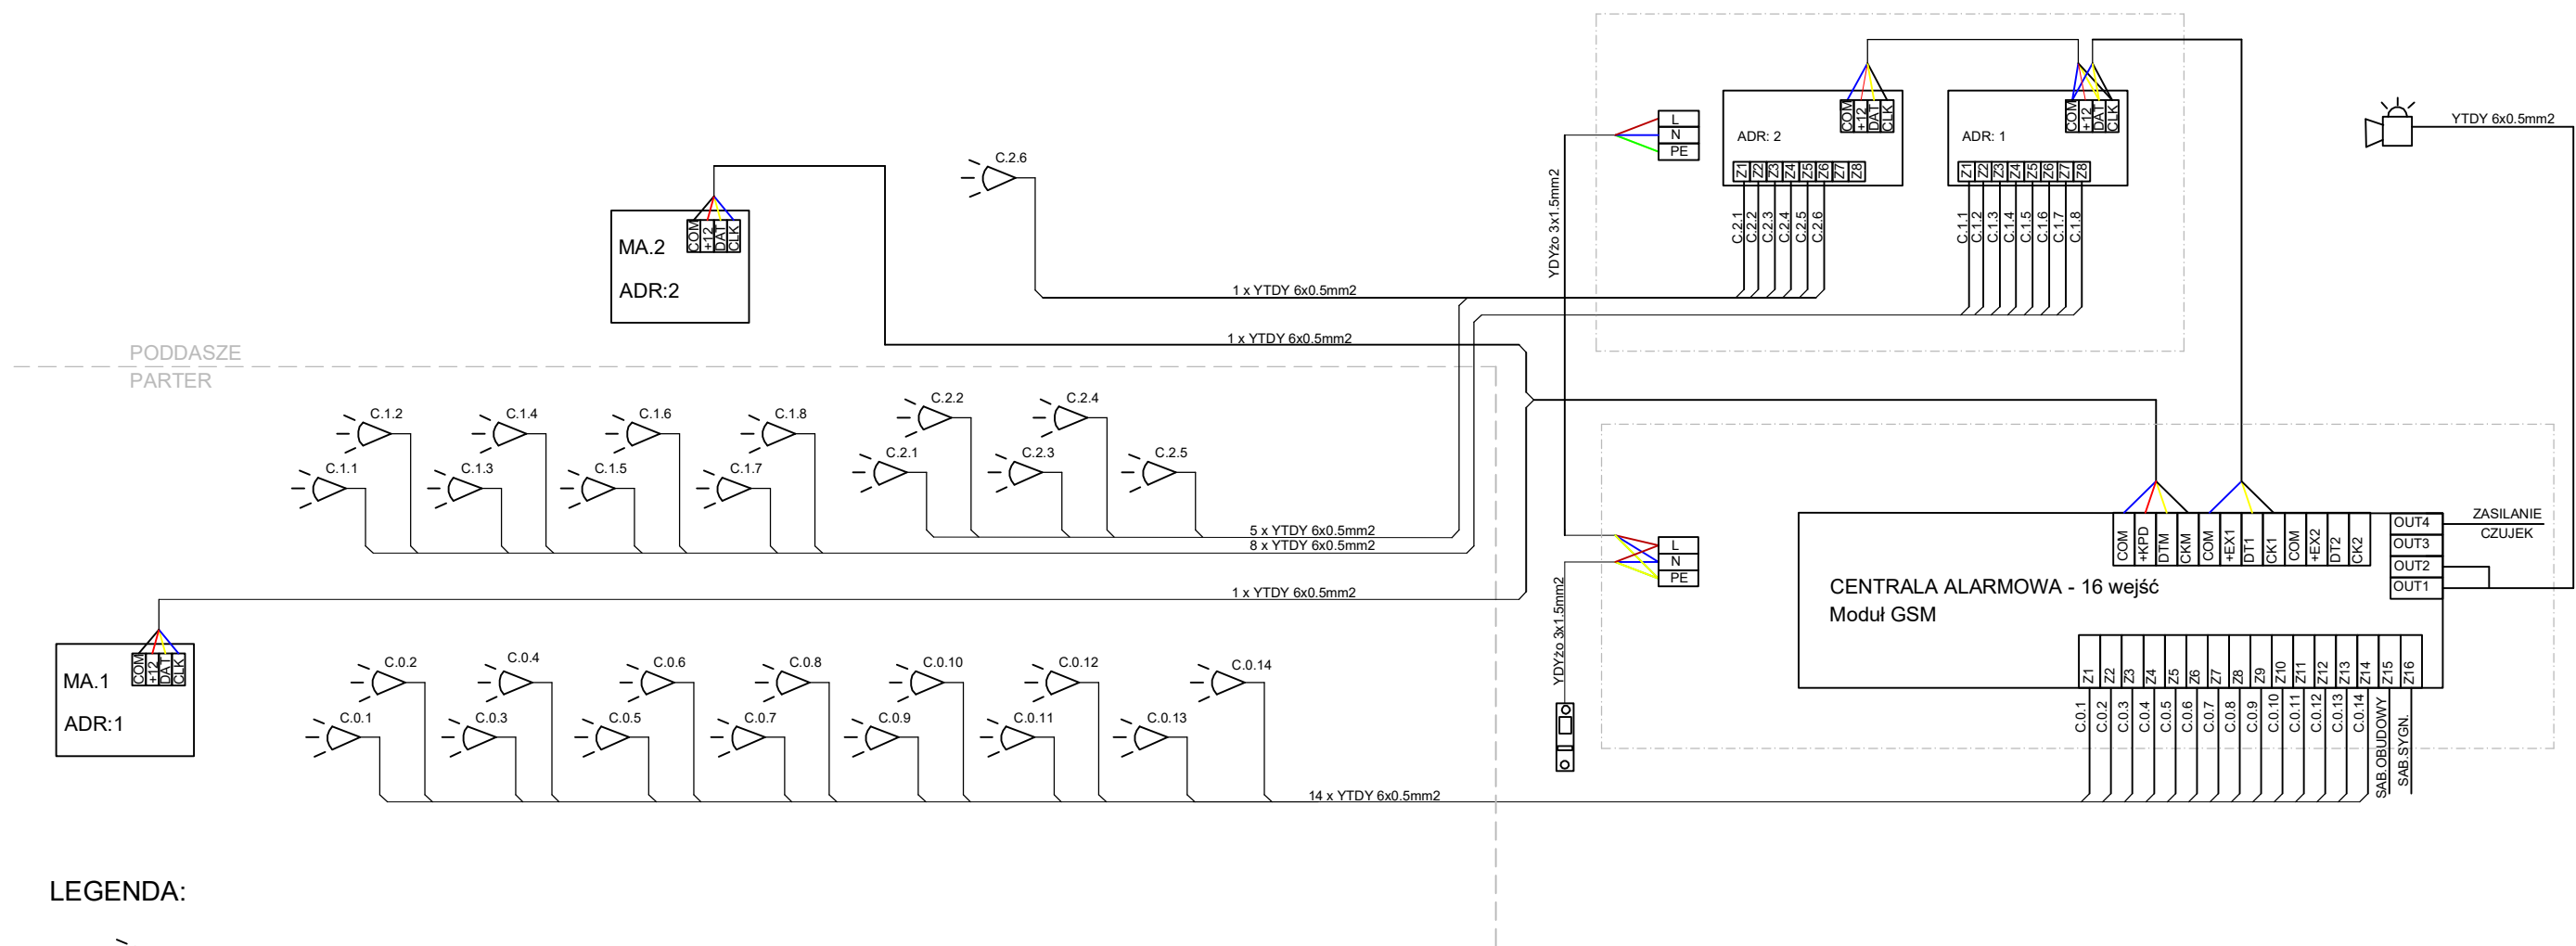 C.2.6
L
N
PE
YDYżo 3x1.5mm2
COM
+12
DAT
CLK
ADR: 2
Z1
Z2
Z3
Z4
Z5
Z6
Z7
Z8
C.2.1
C.2.2
C.2.3
C.2.4
C.2.5
C.2.6
COM
+12
DAT
CLK
ADR: 1
Z1
Z2
Z3
Z4
Z5
Z6
Z7
Z8
C.1.1
C.1.2
C.1.3
C.1.4
C.1.5
C.1.6
C.1.7
C.1.8
YTDY 6x0.5mm2
COM
+12
DAT
CLK
MA.2
ADR:2
1 x YTDY 6x0.5mm2
1 x YTDY 6x0.5mm2
PODDASZE
PARTER
C.1.2
C.1.4
C.1.6
C.1.8
C.2.2
C.2.4
C.1.1
C.1.3
C.1.5
C.1.7
C.2.1
C.2.3
C.2.5
5 x YTDY 6x0.5mm2
8 x YTDY 6x0.5mm2
1 x YTDY 6x0.5mm2
L
N
PE
YDYżo 3x1.5mm2
COM
+KPD
DTM
CKM
COM
+EX1
DT1
CK1
COM
+EX2
DT2
CK2
OUT4
OUT3
OUT2
OUT1
ZASILANIE
CZUJEK
CENTRALA ALARMOWA - 16 wejść
Moduł GSM
Z1
Z2
Z3
Z4
Z5
Z6
Z7
Z8
Z9
Z10
Z11
Z12
Z13
Z14
Z15
Z16
C.0.1
C.0.2
C.0.3
C.0.4
C.0.5
C.0.6
C.0.7
C.0.8
C.0.9
C.0.10
C.0.11
C.0.12
C.0.13
C.0.14
SAB.OBUDOWY
SAB.SYGN.
COM
+12
DAT
CLK
MA.1
ADR:1
C.0.2
C.0.4
C.0.6
C.0.8
C.0.10
C.0.12
C.0.14
C.0.1
C.0.3
C.0.5
C.0.7
C.0.9
C.0.11
C.0.13
14 x YTDY 6x0.5mm2
LEGENDA: